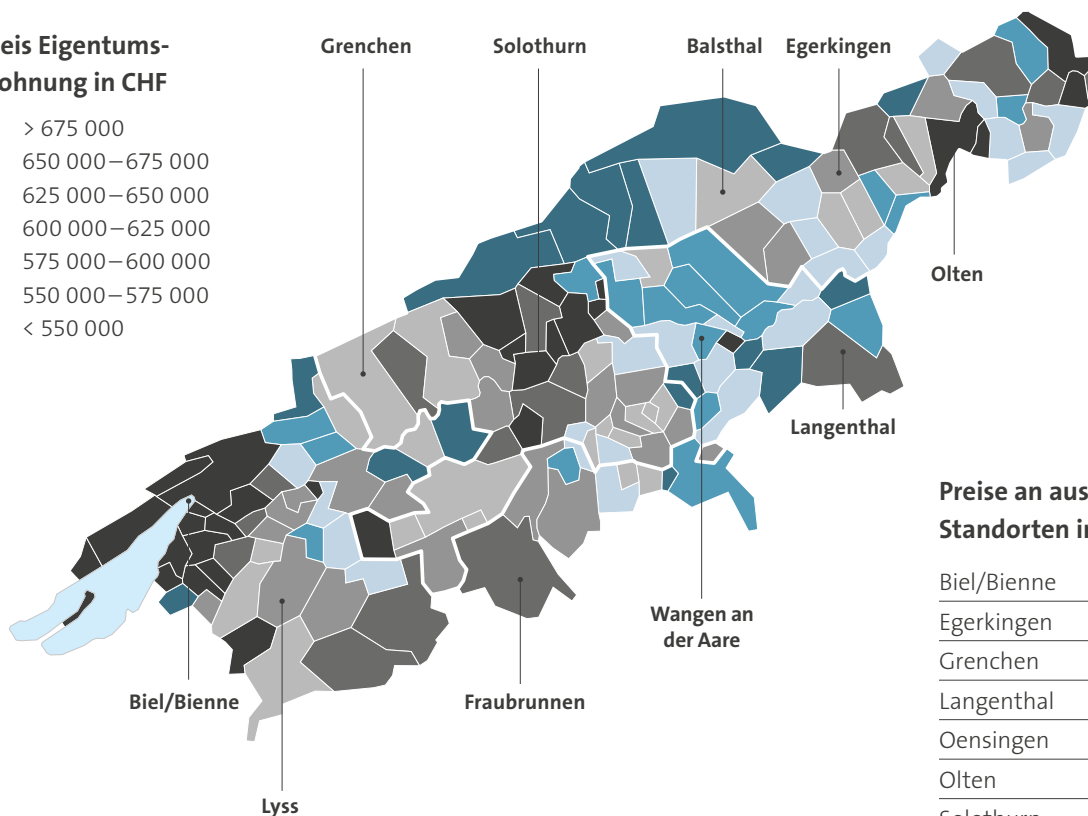 eis Eigentums-
ohnung in CHF
> 675 000
650 000–675 000
625 000–650 000
600 000–625 000
575 000–600 000
550 000–575 000
< 550 000
Grenchen
Solothurn
Balsthal
Egerkingen
Olten
Langenthal
Wangen an
der Aare
Biel/Bienne
Fraubrunnen
Lyss
Preise an aus
Standorten i
Biel/Bienne
Egerkingen
Grenchen
Langenthal
Oensingen
Olten
Solothurn